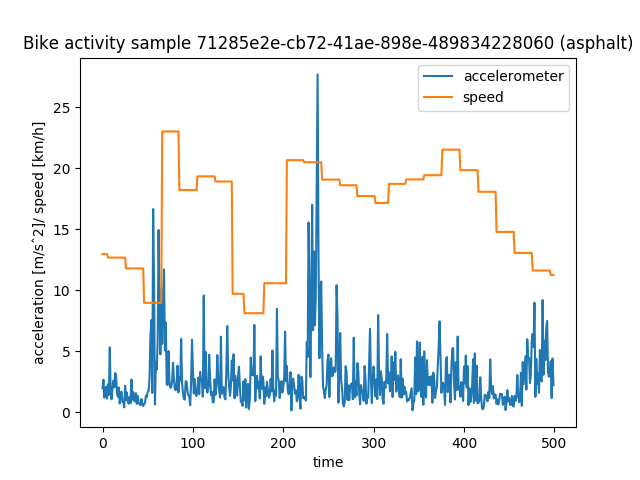 Bike activity sample 71285e2e-cb72-41ae-898e-489834228060 (asphalt)
accelerometer
speed
acceleration [m/s^2]/ speed [km/h]
25
20
15
10
5
0
0 100 200 300 400 500
time